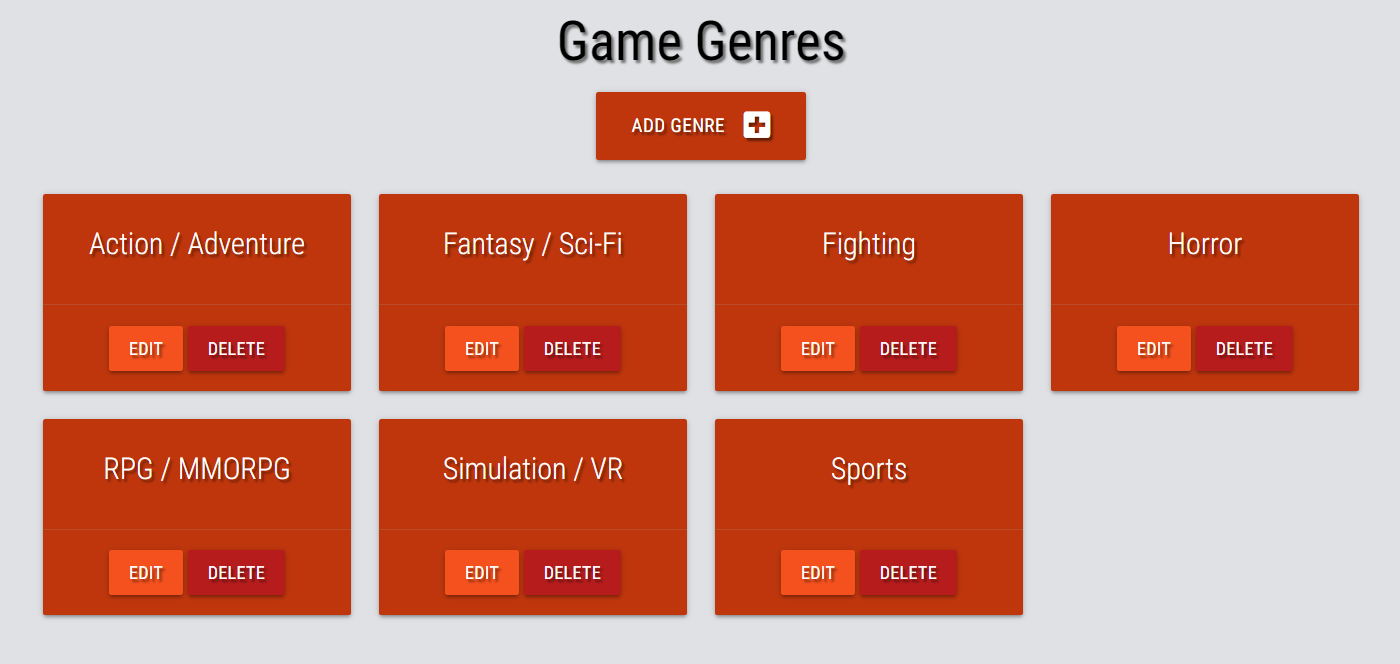 Game Genres
ADD GENRE
Action / Adventure
Fantasy / Sci-Fi
Fighting
Horror
EDIT DELETE
EDIT DELETE
EDIT DELETE
EDIT DELETE
RPG / MMORPG
Simulation / VR
Sports
EDIT DELETE
EDIT DELETE
EDIT DELETE